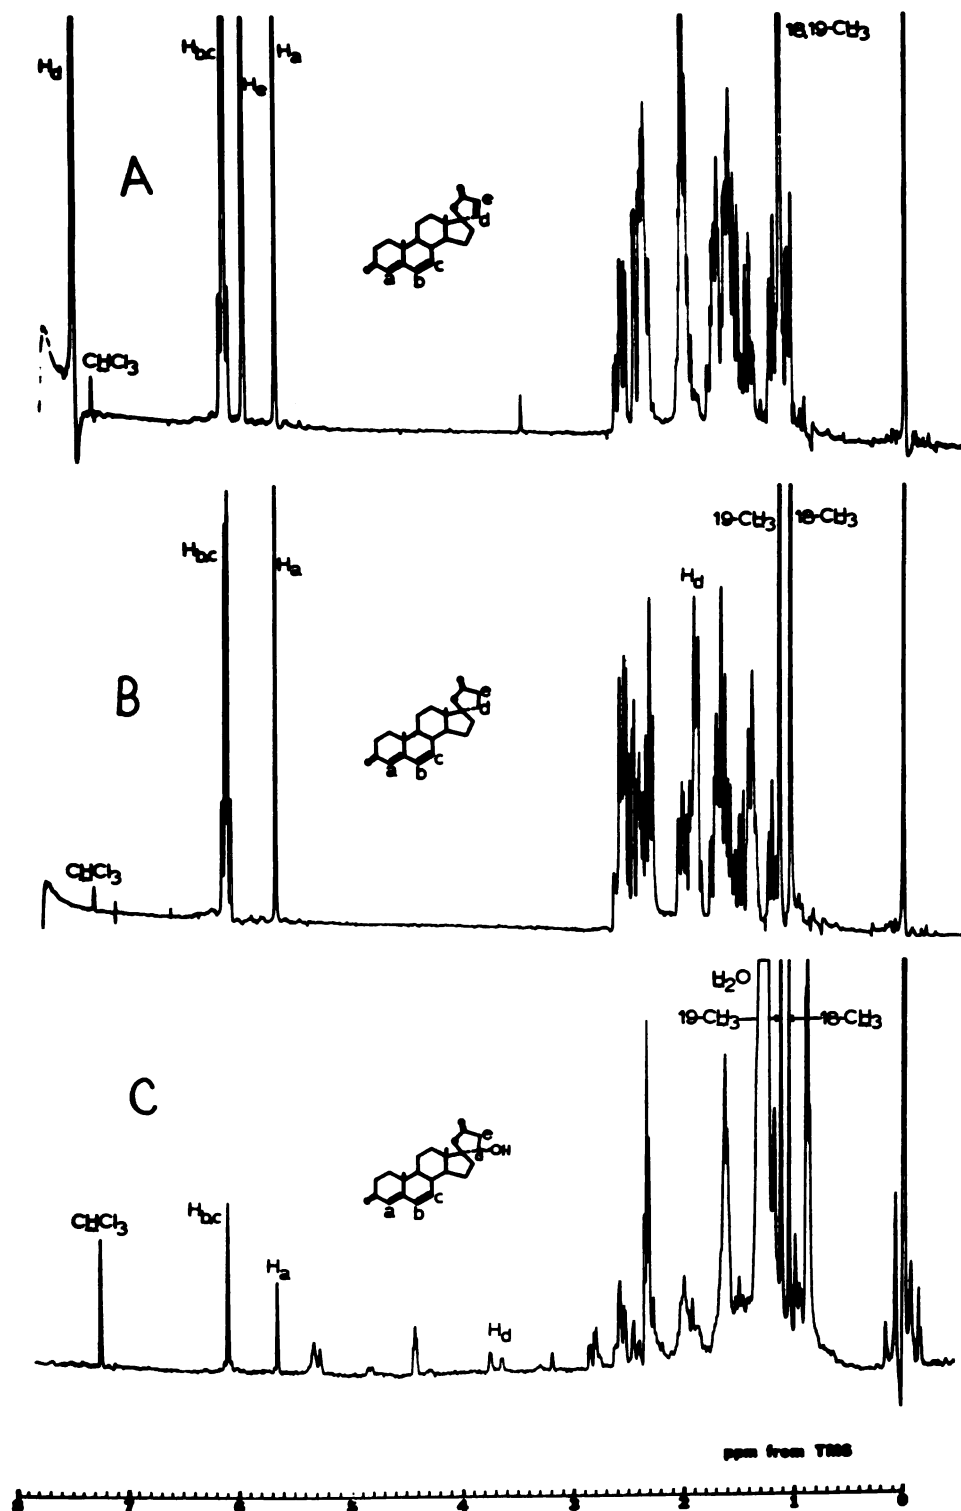 18,19-CH3
Hb,c
Ha
Hd
He
A
e
d
CHCl3
c
a
b
19-CH3
18-CH3
Hb,c
Ha
Hd
B
e
d
c
a
b
CHCl3
H2O
19-CH3
18-CH3
C
e
d
OH
c
a
b
Hb,c
CHCl3
Ha
Hd
ppm from TMS
8 7 6 5 4 3 2 1 0